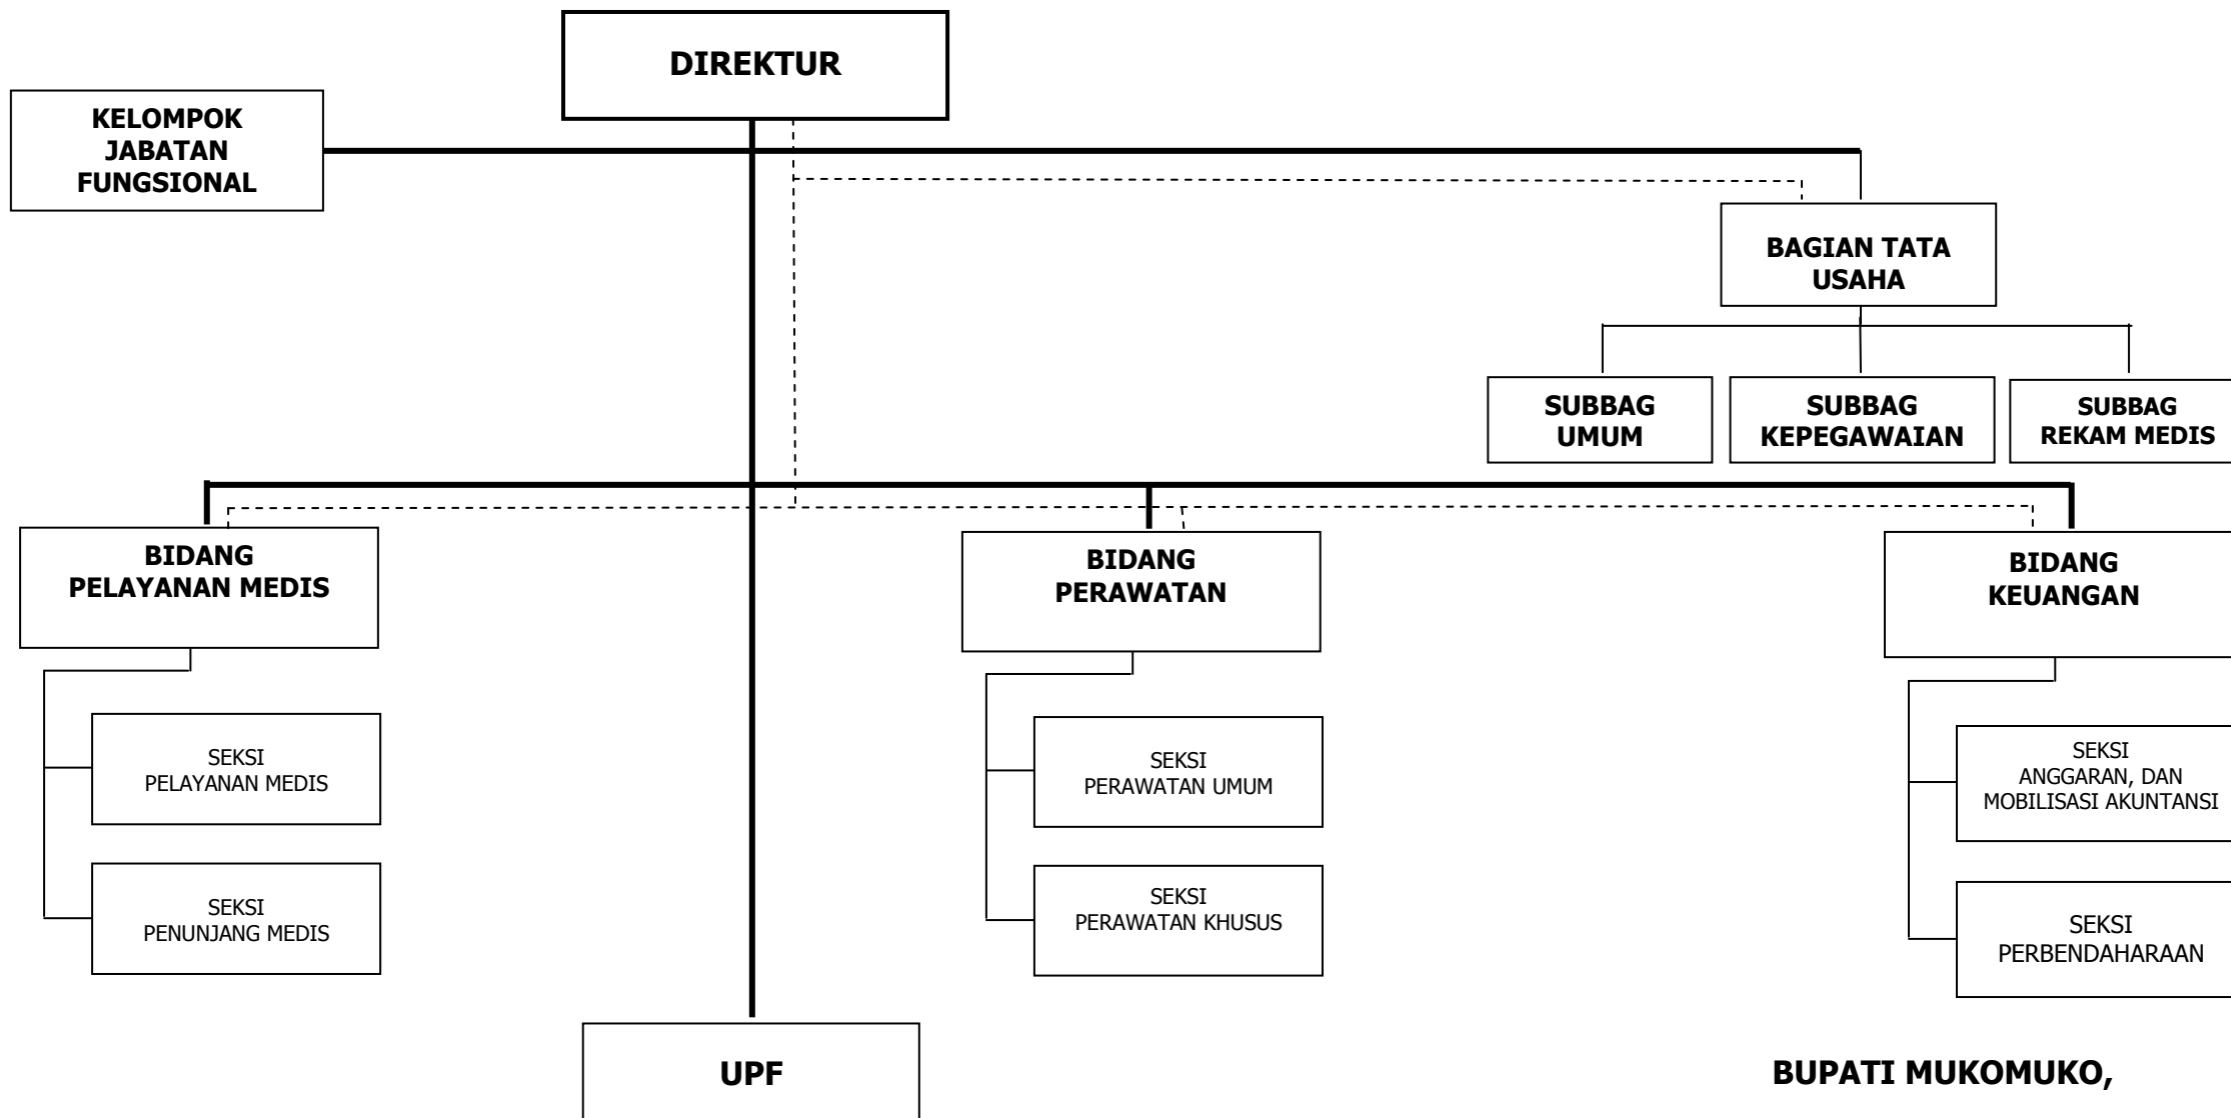 DIREKTUR
KELOMPOK
JABATAN
FUNGSIONAL
BAGIAN TATA
USAHA
SUBBAG
UMUM
SUBBAG
KEPEGAWAIAN
SUBBAG
REKAM MEDIS
BIDANG
PELAYANAN MEDIS
BIDANG
PERAWATAN
BIDANG
KEUANGAN
SEKSI
PELAYANAN MEDIS
SEKSI
PERAWATAN UMUM
SEKSI
ANGGARAN, DAN
MOBILISASI AKUNTANSI
SEKSI
PENUNJANG MEDIS
SEKSI
PERAWATAN KHUSUS
SEKSI
PERBENDAHARAAN
UPF
BUPATI MUKOMUKO,